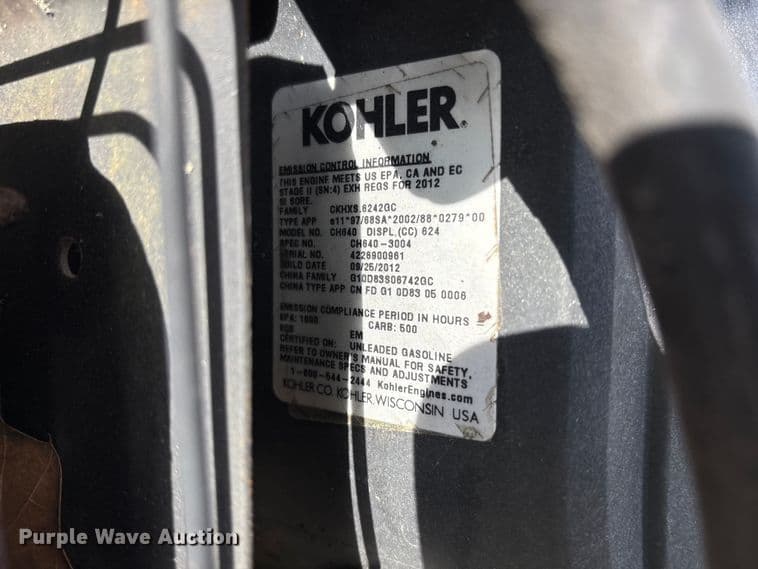 KOHLER.
EMISSION CONTROL INFORMATION
THIS ENGINE MEETS US EPA, CA AND EC
STAGE II (SN:4) EXH REGS FOR 2012
SI SORE.
FAMILY CKHXS.6242GC
TYPE APP e11*97/68SA*2002/88*0279*00
MODEL NO. CH640 DISPL.(CC) 624
SPEC NO. CH640-3004
SERIAL NO. 4226900961
BUILD DATE 09/25/2012
CHINA FAMILY G10D83S06742GC
CHINA TYPE APP CN FD G1 0D83 05 0006
EMISSION COMPLIANCE PERIOD IN HOURS
EPA: 1000 CARB: 500
EM
CERTIFIED ON: UNLEADED GASOLINE
REFER TO OWNER'S MANUAL FOR SAFETY,
MAINTENANCE SPECS AND ADJUSTMENTS
1-800-544-2444 KohlerEngines.com
KOHLER CO. KOHLER, WISCONSIN USA
Purple Wave Auction